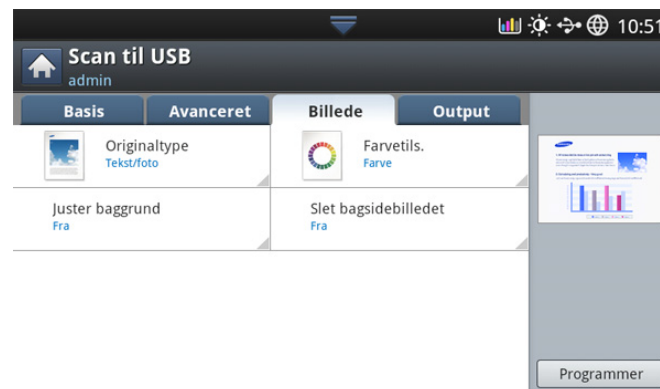 10:51
Scan til USB
admin
Basis
Avanceret
Billede
Output
Originaltype
Tekst/foto
Farvetils.
Farve
Juster baggrund
Fra
Slet bagsidebilledet
Fra
Programmer